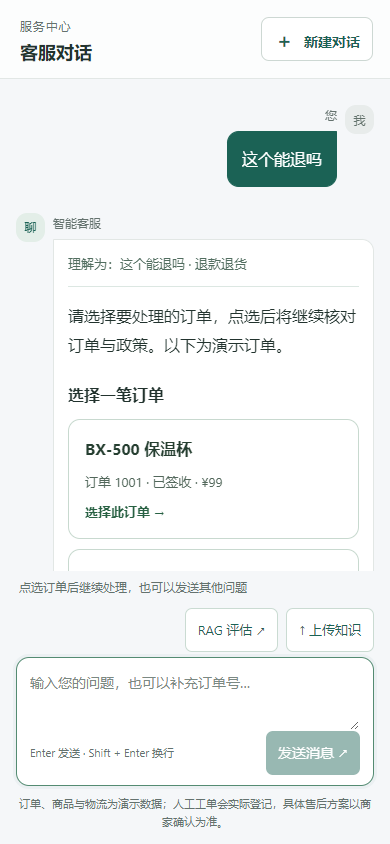 服务中心
客服对话
+ 新建对话
您
我
这个能退吗
聊
智能客服
理解为：这个能退吗 · 退款退货
请选择要处理的订单，点选后将继续核对
订单与政策。以下为演示订单。
选择一笔订单
BX-500 保温杯
订单 1001 · 已签收 · ¥99
选择此订单 →
点选订单后继续处理，也可以发送其他问题
RAG 评估 ↗
↑ 上传知识
输入您的问题，也可以补充订单号...
Enter 发送 · Shift + Enter 换行
发送消息 ↗
订单、商品与物流为演示数据；人工工单会实际登记，具体售后方案以商
家确认为准。